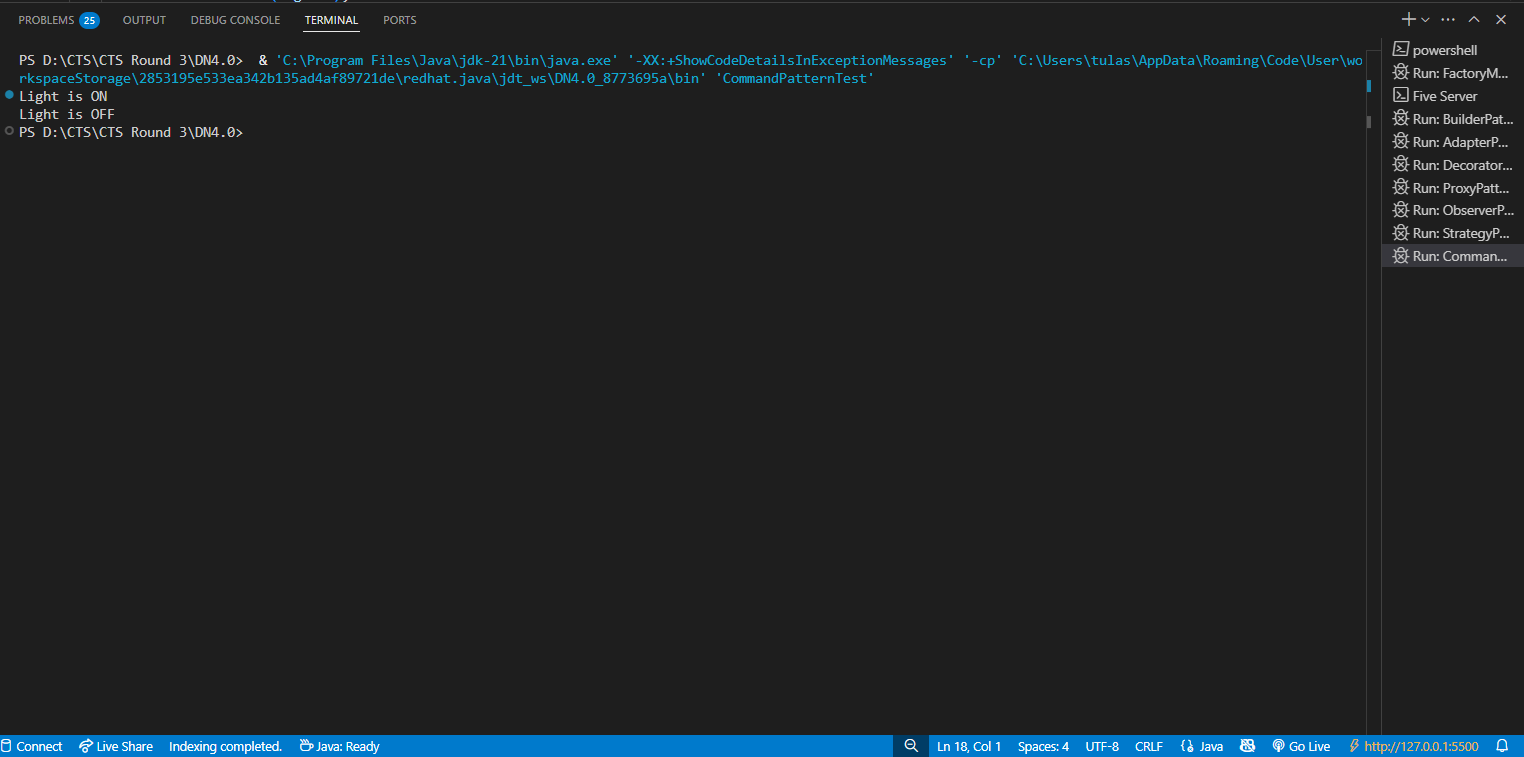 PROBLEMS 25 OUTPUT DEBUG CONSOLE TERMINAL PORTS
PS D:\CTS\CTS Round 3\DN4.0>  & 'C:\Program Files\Java\jdk-21\bin\java.exe' '-XX:+ShowCodeDetailsInExceptionMessages' '-cp' 'C:\Users\tulas\AppData\Roaming\Code\User\wo
rkspaceStorage\2853195e533ea342b135ad4af89721de\redhat.java\jdt_ws\DN4.0_8773695a\bin' 'CommandPatternTest'
Light is ON
Light is OFF
PS D:\CTS\CTS Round 3\DN4.0>
powershell
Run: FactoryM...
Five Server
Run: BuilderPat...
Run: AdapterP...
Run: Decorator...
Run: ProxyPatt...
Run: ObserverP...
Run: StrategyP...
Run: Comman...
Connect Live Share Indexing completed. Java: Ready Ln 18, Col 1 Spaces: 4 UTF-8 CRLF Java Go Live http://127.0.0.1:5500